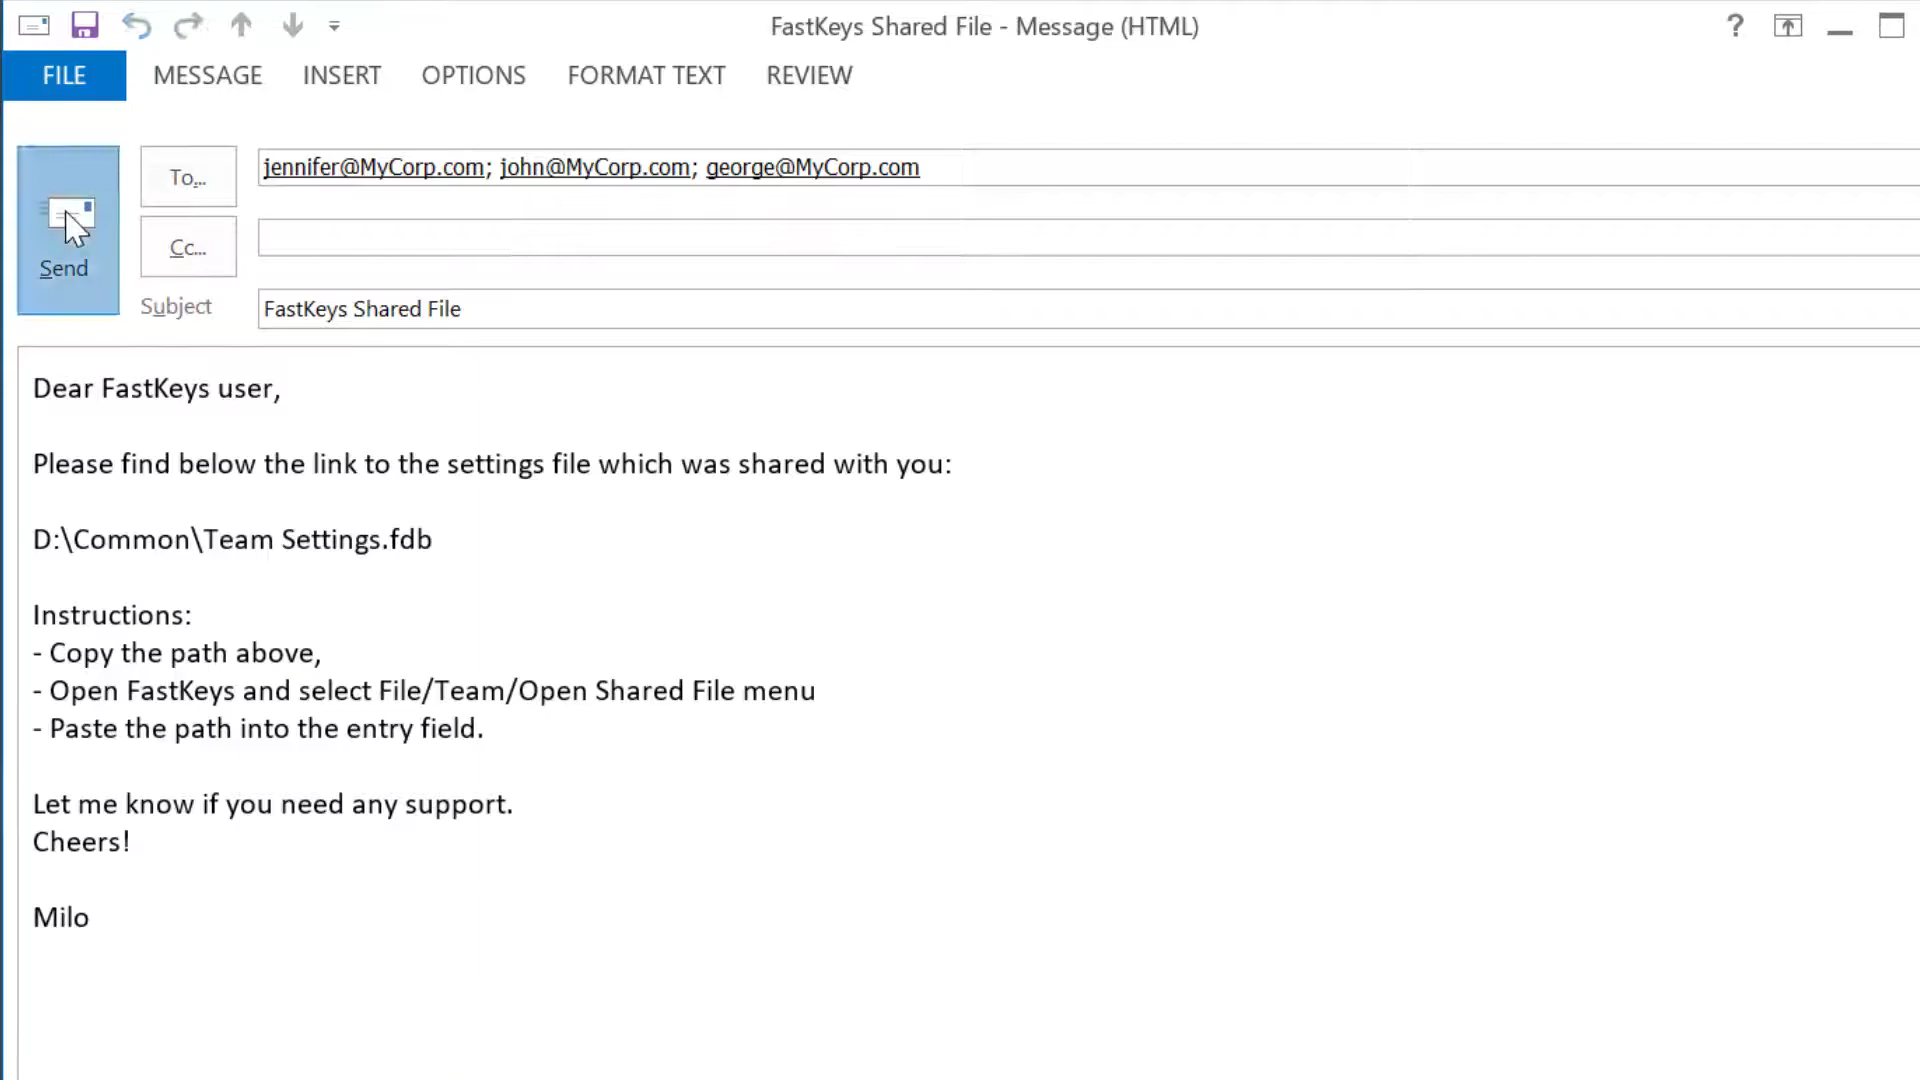 FastKeys Shared File - Message (HTML)
?
FILE MESSAGE INSERT OPTIONS FORMAT TEXT REVIEW
To... jennifer@MyCorp.com; john@MyCorp.com; george@MyCorp.com
Cc...
Send
Subject FastKeys Shared File
Dear FastKeys user,
Please find below the link to the settings file which was shared with you:
D:\Common\Team Settings.fdb
Instructions:
- Copy the path above,
- Open FastKeys and select File/Team/Open Shared File menu
- Paste the path into the entry field.
Let me know if you need any support.
Cheers!
Milo